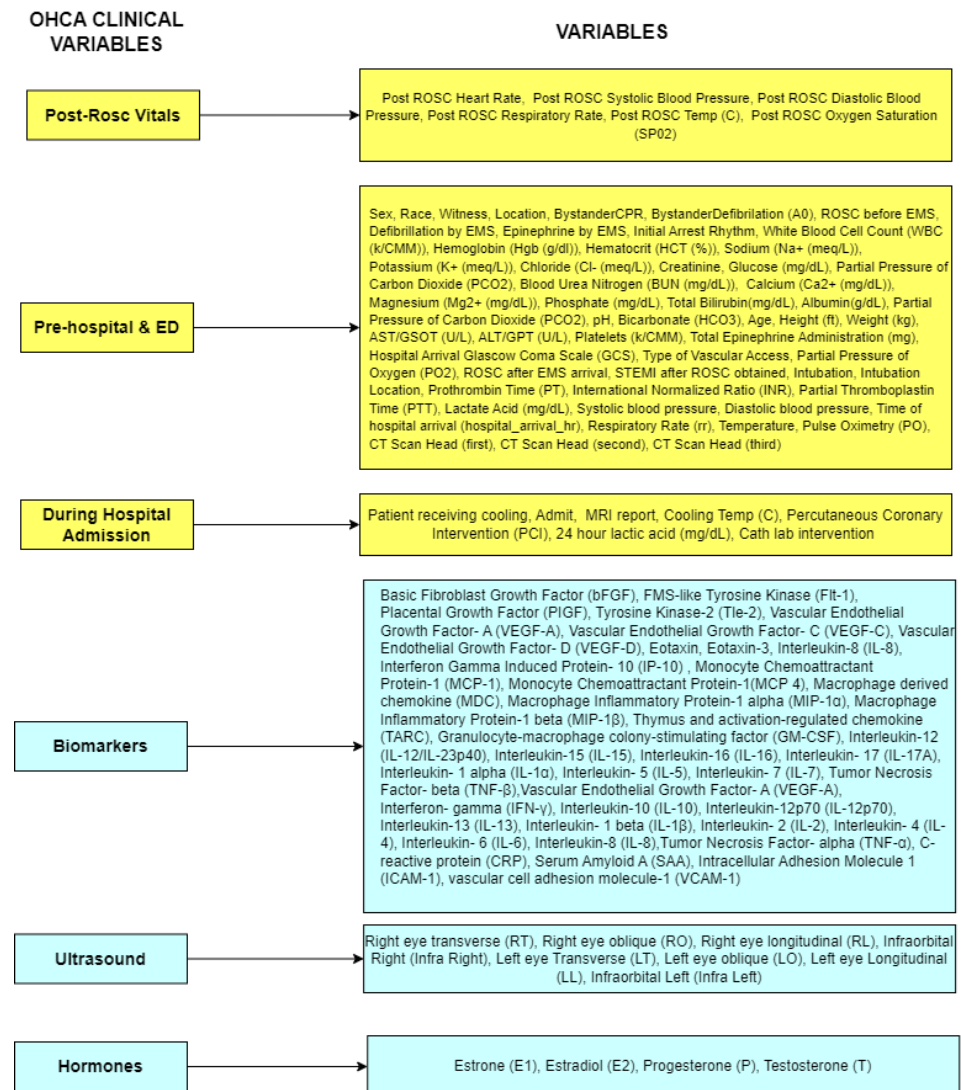 OHCA CLINICAL
VARIABLES
VARIABLES
Post-Rosc Vitals
Post ROSC Heart Rate, Post ROSC Systolic Blood Pressure, Post ROSC Diastolic Blood
Pressure, Post ROSC Respiratory Rate, Post ROSC Temp (C), Post ROSC Oxygen Saturation
(SP02)
Pre-hospital & ED
Sex, Race, Witness, Location, BystanderCPR, BystanderDefibrilation (A0), ROSC before EMS,
Defibrillation by EMS, Epinephrine by EMS, Initial Arrest Rhythm, White Blood Cell Count (WBC
(k/CMM)), Hemoglobin (Hgb (g/dl)), Hematocrit (HCT (%)), Sodium (Na+ (meq/L)),
Potassium (K+ (meq/L)), Chloride (Cl- (meq/L)), Creatinine, Glucose (mg/dL), Partial Pressure of
Carbon Dioxide (PCO2), Blood Urea Nitrogen (BUN (mg/dL)), Calcium (Ca2+ (mg/dL)),
Magnesium (Mg2+ (mg/dL)), Phosphate (mg/dL), Total Bilirubin(mg/dL), Albumin(g/dL), Partial
Pressure of Carbon Dioxide (PCO2), pH, Bicarbonate (HCO3), Age, Height (ft), Weight (kg),
AST/GSOT (U/L), ALT/GPT (U/L), Platelets (k/CMM), Total Epinephrine Administration (mg),
Hospital Arrival Glascow Coma Scale (GCS), Type of Vascular Access, Partial Pressure of
Oxygen (PO2), ROSC after EMS arrival, STEMI after ROSC obtained, Intubation, Intubation
Location, Prothrombin Time (PT), International Normalized Ratio (INR), Partial Thromboplastin
Time (PTT), Lactate Acid (mg/dL), Systolic blood pressure, Diastolic blood pressure, Time of
hospital arrival (hospital_arrival_hr), Respiratory Rate (rr), Temperature, Pulse Oximetry (PO),
CT Scan Head (first), CT Scan Head (second), CT Scan Head (third)
During Hospital
Admission
Patient receiving cooling, Admit, MRI report, Cooling Temp (C), Percutaneous Coronary
Intervention (PCI), 24 hour lactic acid (mg/dL), Cath lab intervention
Biomarkers
Basic Fibroblast Growth Factor (bFGF), FMS-like Tyrosine Kinase (Flt-1),
Placental Growth Factor (PlGF), Tyrosine Kinase-2 (Tle-2), Vascular Endothelial
Growth Factor- A (VEGF-A), Vascular Endothelial Growth Factor- C (VEGF-C), Vascular
Endothelial Growth Factor- D (VEGF-D), Eotaxin, Eotaxin-3, Interleukin-8 (IL-8),
Interferon Gamma Induced Protein- 10 (IP-10) , Monocyte Chemoattractant
Protein-1 (MCP-1), Monocyte Chemoattractant Protein-1(MCP 4), Macrophage derived
chemokine (MDC), Macrophage Inflammatory Protein-1 alpha (MIP-1α), Macrophage
Inflammatory Protein-1 beta (MIP-1β), Thymus and activation-regulated chemokine
(TARC), Granulocyte-macrophage colony-stimulating factor (GM-CSF), Interleukin-12
(IL-12/IL-23p40), Interleukin-15 (IL-15), Interleukin-16 (IL-16), Interleukin- 17 (IL-17A),
Interleukin- 1 alpha (IL-1α), Interleukin- 5 (IL-5), Interleukin- 7 (IL-7), Tumor Necrosis
Factor- beta (TNF-β),Vascular Endothelial Growth Factor- A (VEGF-A),
Interferon- gamma (IFN-γ), Interleukin-10 (IL-10), Interleukin-12p70 (IL-12p70),
Interleukin-13 (IL-13), Interleukin- 1 beta (IL-1β), Interleukin- 2 (IL-2), Interleukin- 4 (IL-
4), Interleukin- 6 (IL-6), Interleukin-8 (IL-8),Tumor Necrosis Factor- alpha (TNF-α), C-
reactive protein (CRP), Serum Amyloid A (SAA), Intracellular Adhesion Molecule 1
(ICAM-1), vascular cell adhesion molecule-1 (VCAM-1)
Ultrasound
Right eye transverse (RT), Right eye oblique (RO), Right eye longitudinal (RL), Infraorbital
Right (Infra Right), Left eye Transverse (LT), Left eye oblique (LO), Left eye Longitudinal
(LL), Infraorbital Left (Infra Left)
Hormones
Estrone (E1), Estradiol (E2), Progesterone (P), Testosterone (T)